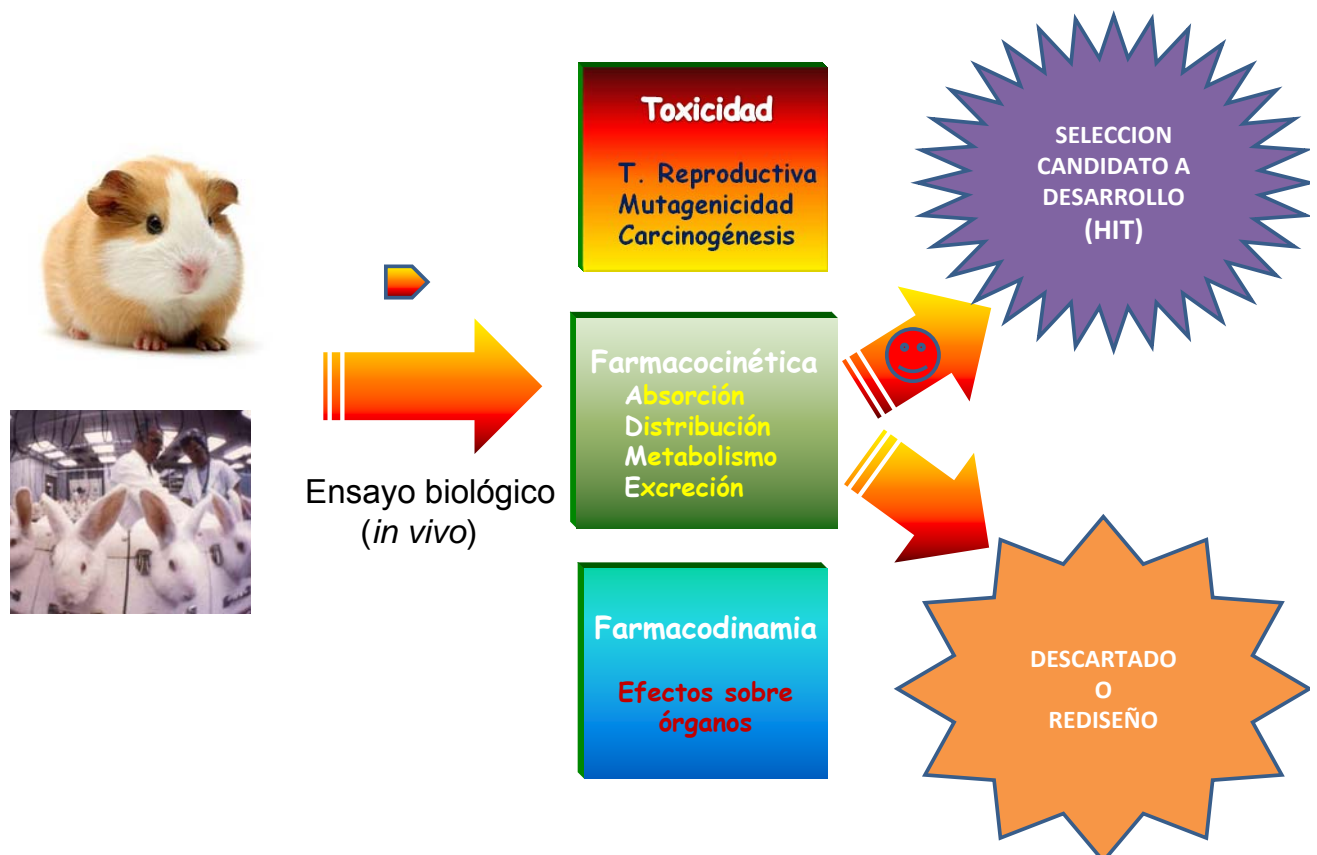 Ensayo biológico
(in vivo)
Toxicidad
T. Reproductiva
Mutagenicidad
Carcinogénesis
Farmacocinética
Absorción
Distribución
Metabolismo
Excreción
Farmacodinamia
Efectos sobre
órganos
SELECCION
CANDIDATO A
DESARROLLO
(HIT)
DESCARTADO
O
REDISEÑO